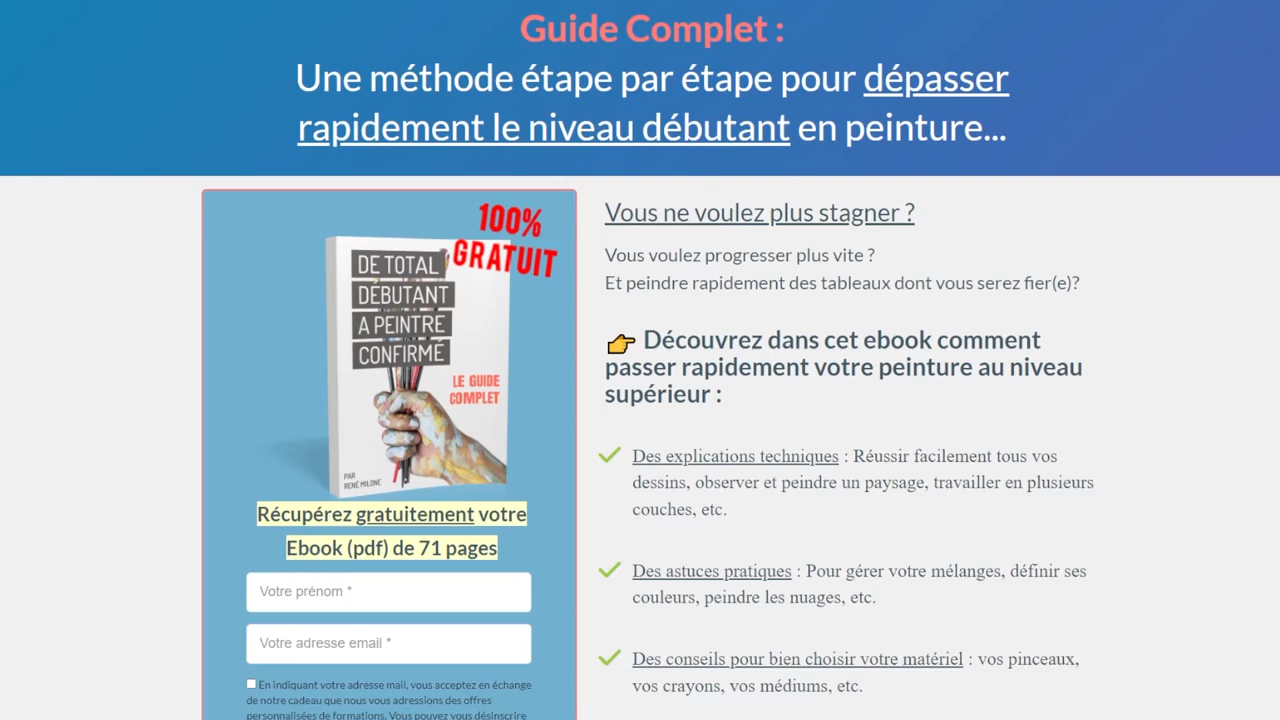 Guide Complet :
Une méthode étape par étape pour dépasser
rapidement le niveau débutant en peinture...
100%
GRATUIT
DE TOTAL
DÉBUTANT
A PEINTRE
CONFIRMÉ
LE GUIDE
COMPLET
PAR
RENÉ MILONE
Récupérez gratuitement votre
Ebook (pdf) de 71 pages
Votre prénom *
Votre adresse email *
En indiquant votre adresse mail, vous acceptez en échange
de notre cadeau que nous vous adressions des offres
personnalisées de formations. Vous pouvez vous désinscrire
Vous ne voulez plus stagner ?
Vous voulez progresser plus vite ?
Et peindre rapidement des tableaux dont vous serez fier(e)?
👉 Découvrez dans cet ebook comment
passer rapidement votre peinture au niveau
supérieur :
Des explications techniques : Réussir facilement tous vos
dessins, observer et peindre un paysage, travailler en plusieurs
couches, etc.
Des astuces pratiques : Pour gérer votre mélanges, définir ses
couleurs, peindre les nuages, etc.
Des conseils pour bien choisir votre matériel : vos pinceaux,
vos crayons, vos médiums, etc.